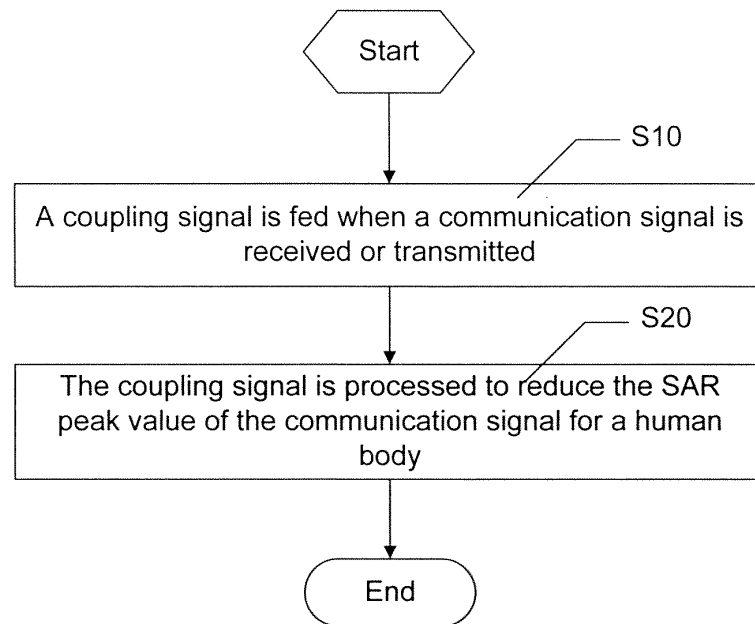 Start
S10
A coupling signal is fed when a communication signal is
received or transmitted
S20
The coupling signal is processed to reduce the SAR
peak value of the communication signal for a human
body
End